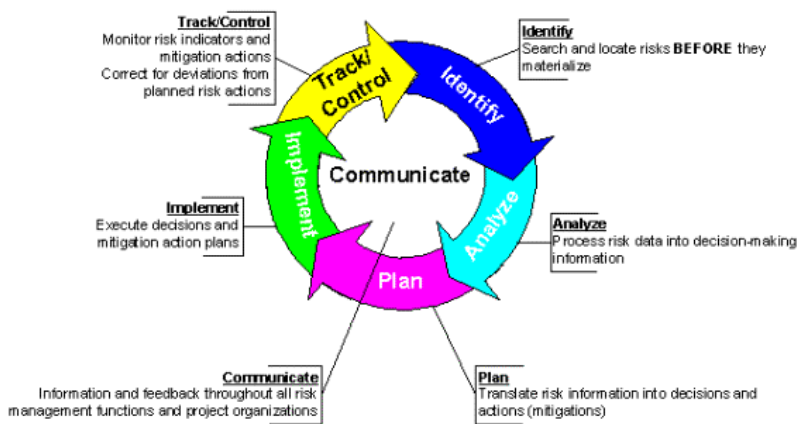 Track/Control
Monitor risk indicators and
mitigation actions
Correct for deviations from
planned risk actions
Identify
Search and locate risks BEFORE they
materialize
Track/
Control
Identify
Implement
Communicate
Analyze
Plan
Implement
Execute decisions and
mitigation action plans
Analyze
Process risk data into decision-making
information
Communicate
Information and feedback throughout all risk
management functions and project organizations
Plan
Translate risk information into decisions and
actions (mitigations)